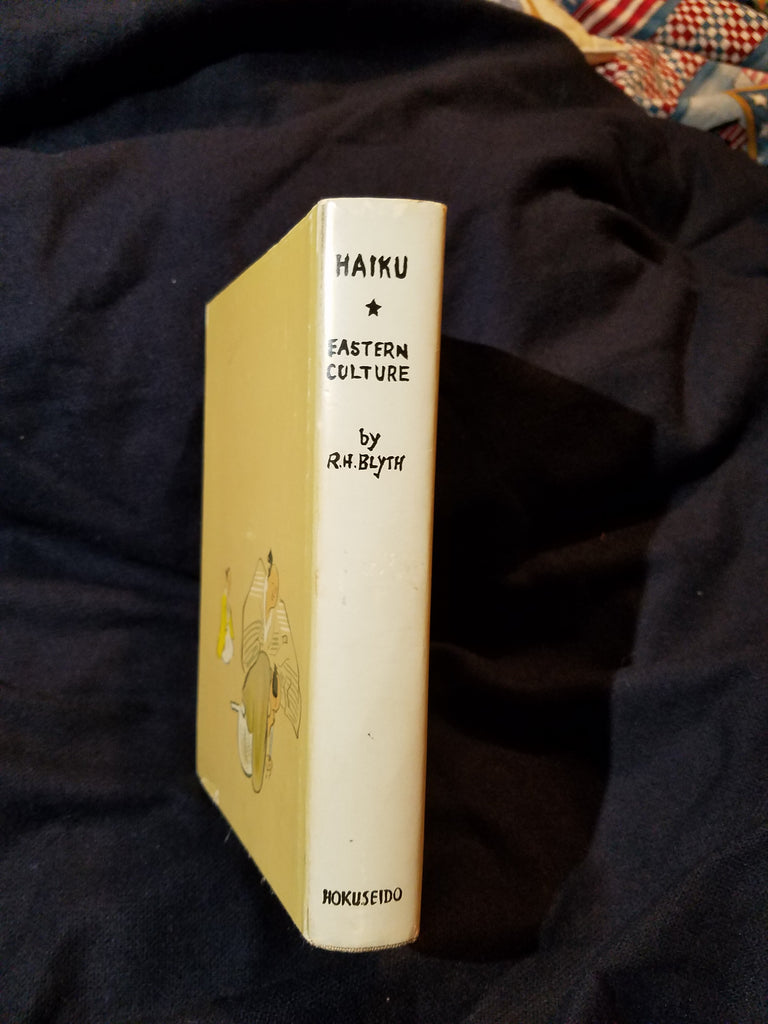 HAIKU
★
EASTERN
CULTURE
by
R.H.BLYTH
HOKUSEIDO